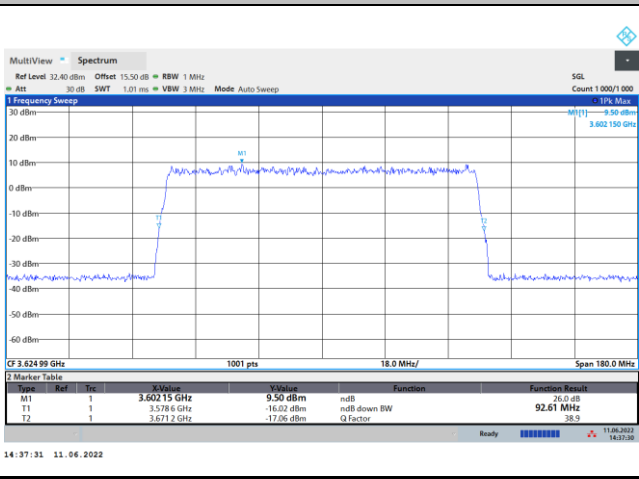 MultiView Spectrum
Ref Level 32.40 dBm Offset 15.50 dB RBW 1 MHz SGL
Att 30 dB SWT 1.01 ms VBW 3 MHz Mode Auto Sweep Count 1 000/1 000
1 Frequency Sweep 1Pk Max
30 dBm M1[1] 9.50 dBm
3.602 150 GHz
20 dBm
M1
10 dBm
0 dBm
-10 dBm
T1 T2
-20 dBm
-30 dBm
-40 dBm
-50 dBm
-60 dBm
CF 3.624 99 GHz 1001 pts 18.0 MHz/ Span 180.0 MHz
2 Marker Table
Type Ref Trc X-Value Y-Value Function Function Result
M1 1 3.602 15 GHz 9.50 dBm ndB 26.0 dB
T1 1 3.578 6 GHz -16.02 dBm ndB down BW 92.61 MHz
T2 1 3.671 2 GHz -17.06 dBm Q Factor 38.9
Ready 11.06.2022
14:37:30
14:37:31 11.06.2022